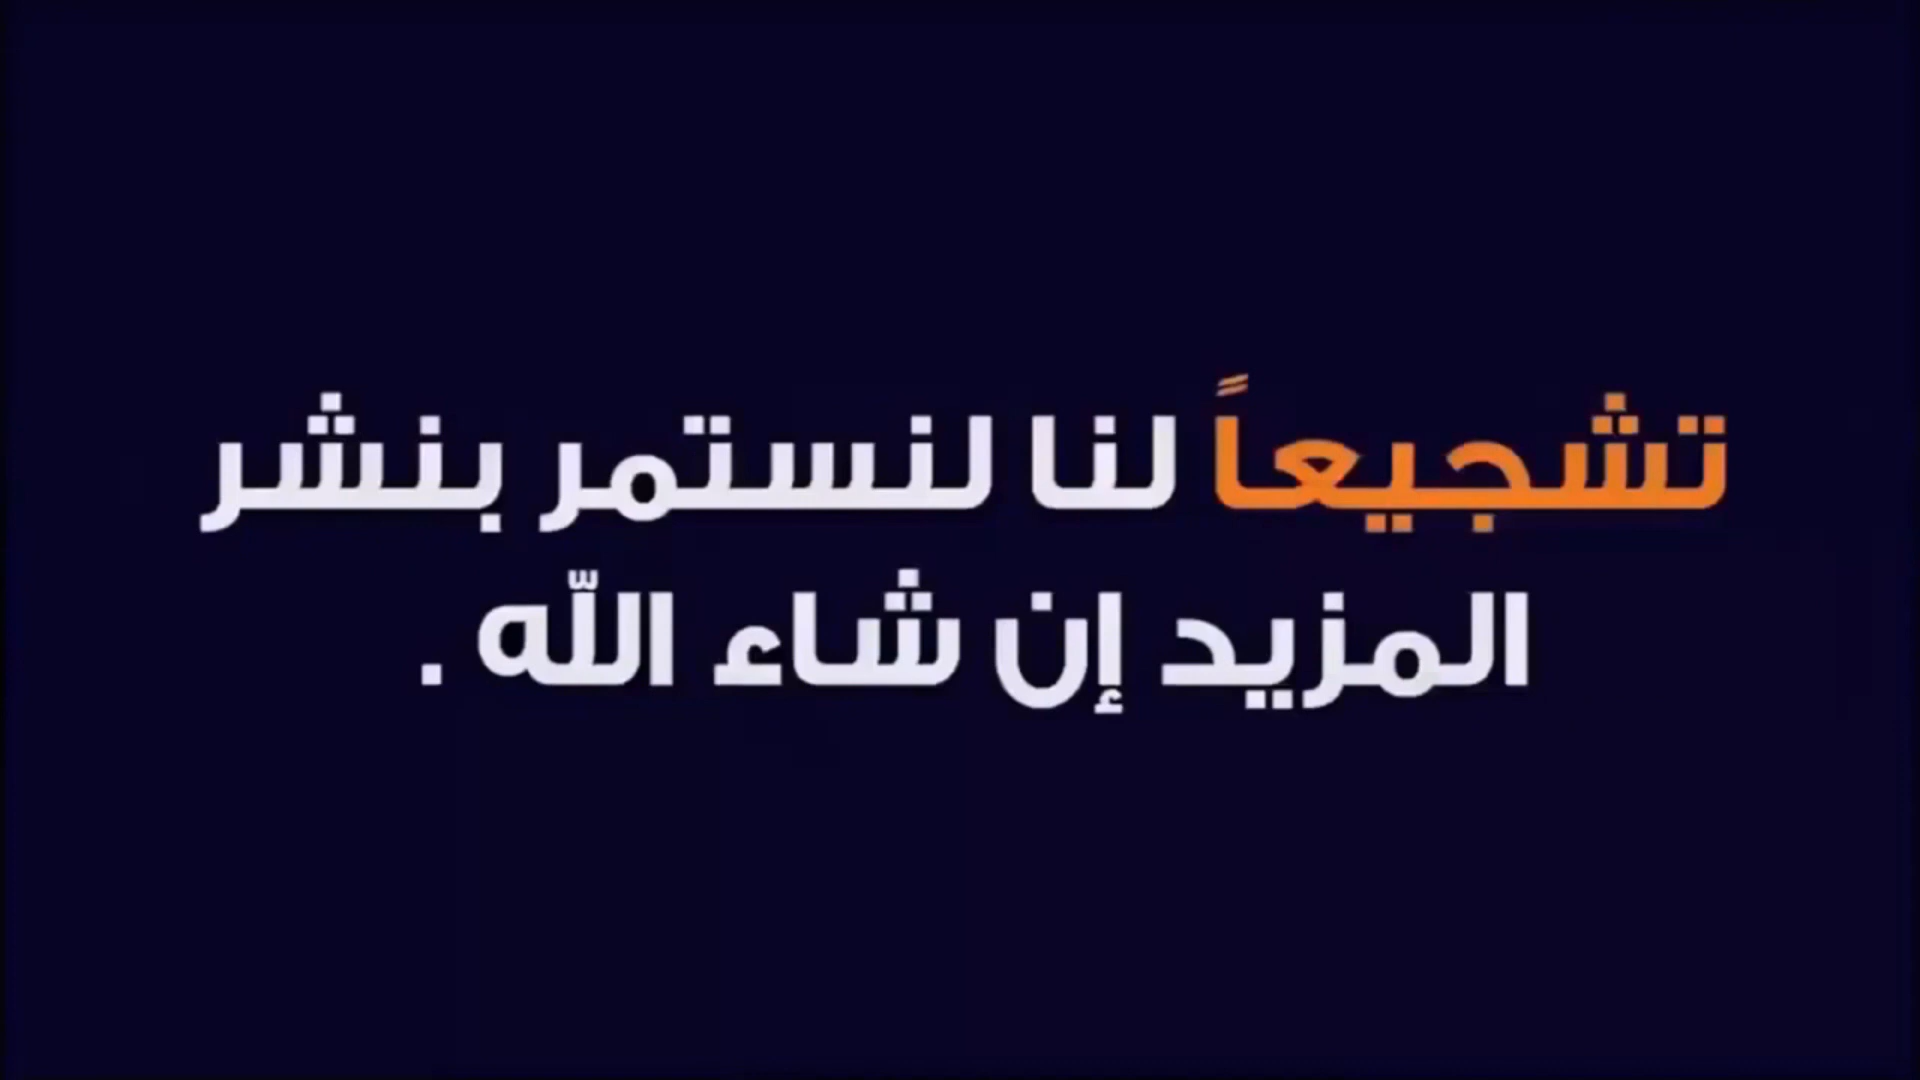 تشجيعاً لنا لنستمر بنشر
المزيد إن شاء اللّه .